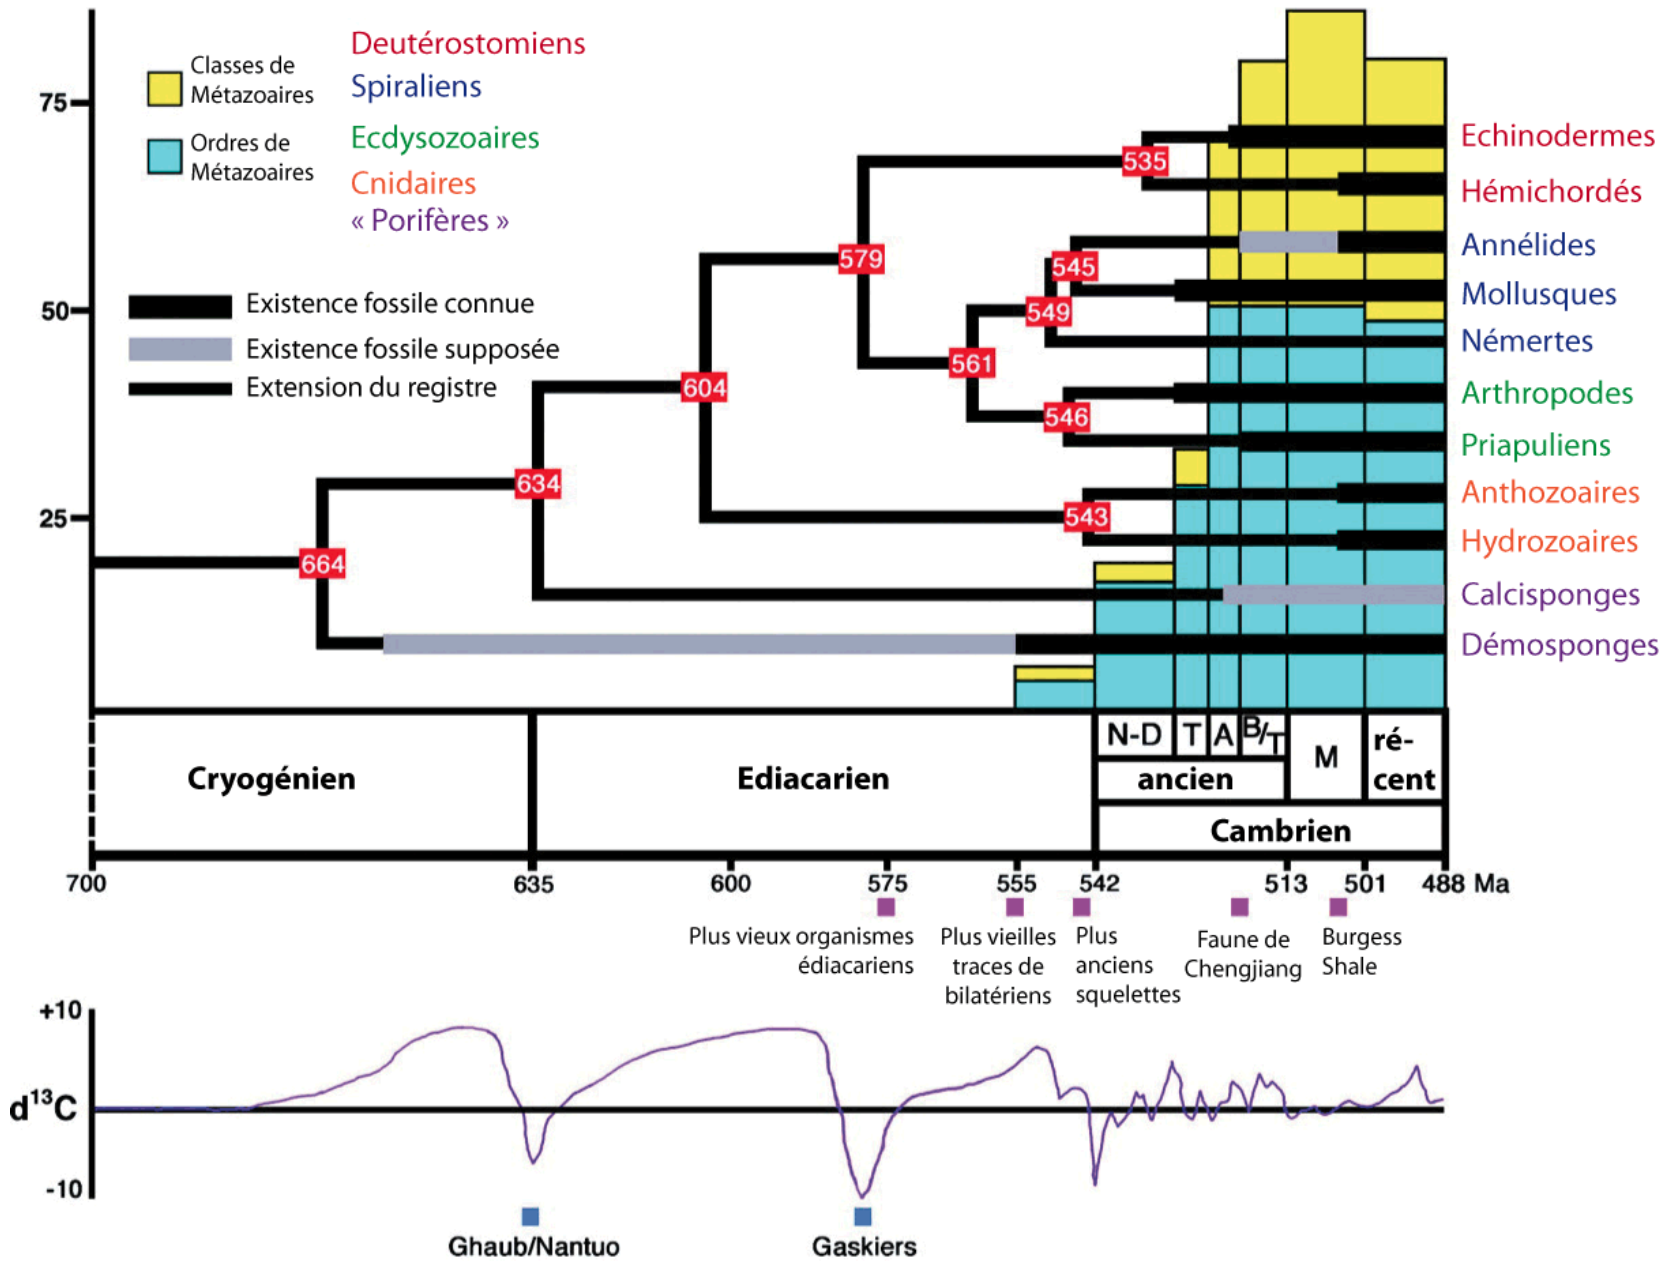 75
50
25
Classes de
Métazoaires
Ordres de
Métazoaires
Deutérostomiens
Spiraliens
Ecdysozoaires
Cnidaires
« Porifères »
Existence fossile connue
Existence fossile supposée
Extension du registre
664
634
604
579
561
549
545
546
543
535
Echinodermes
Hémichordés
Annélides
Mollusques
Némertes
Arthropodes
Priapuliens
Anthozoaires
Hydrozoaires
Calcisponges
Démosponges
Cryogénien
Ediacarien
N-D
T
A
B/T
ancien
M
ré-
cent
Cambrien
700
635
600
575
555
542
513
501
488 Ma
Plus vieux organismes
édiacariens
Plus vieilles
traces de
bilatériens
Plus
anciens
squelettes
Faune de
Chengjiang
Burgess
Shale
+10
d¹³C
-10
Ghaub/Nantuo
Gaskiers